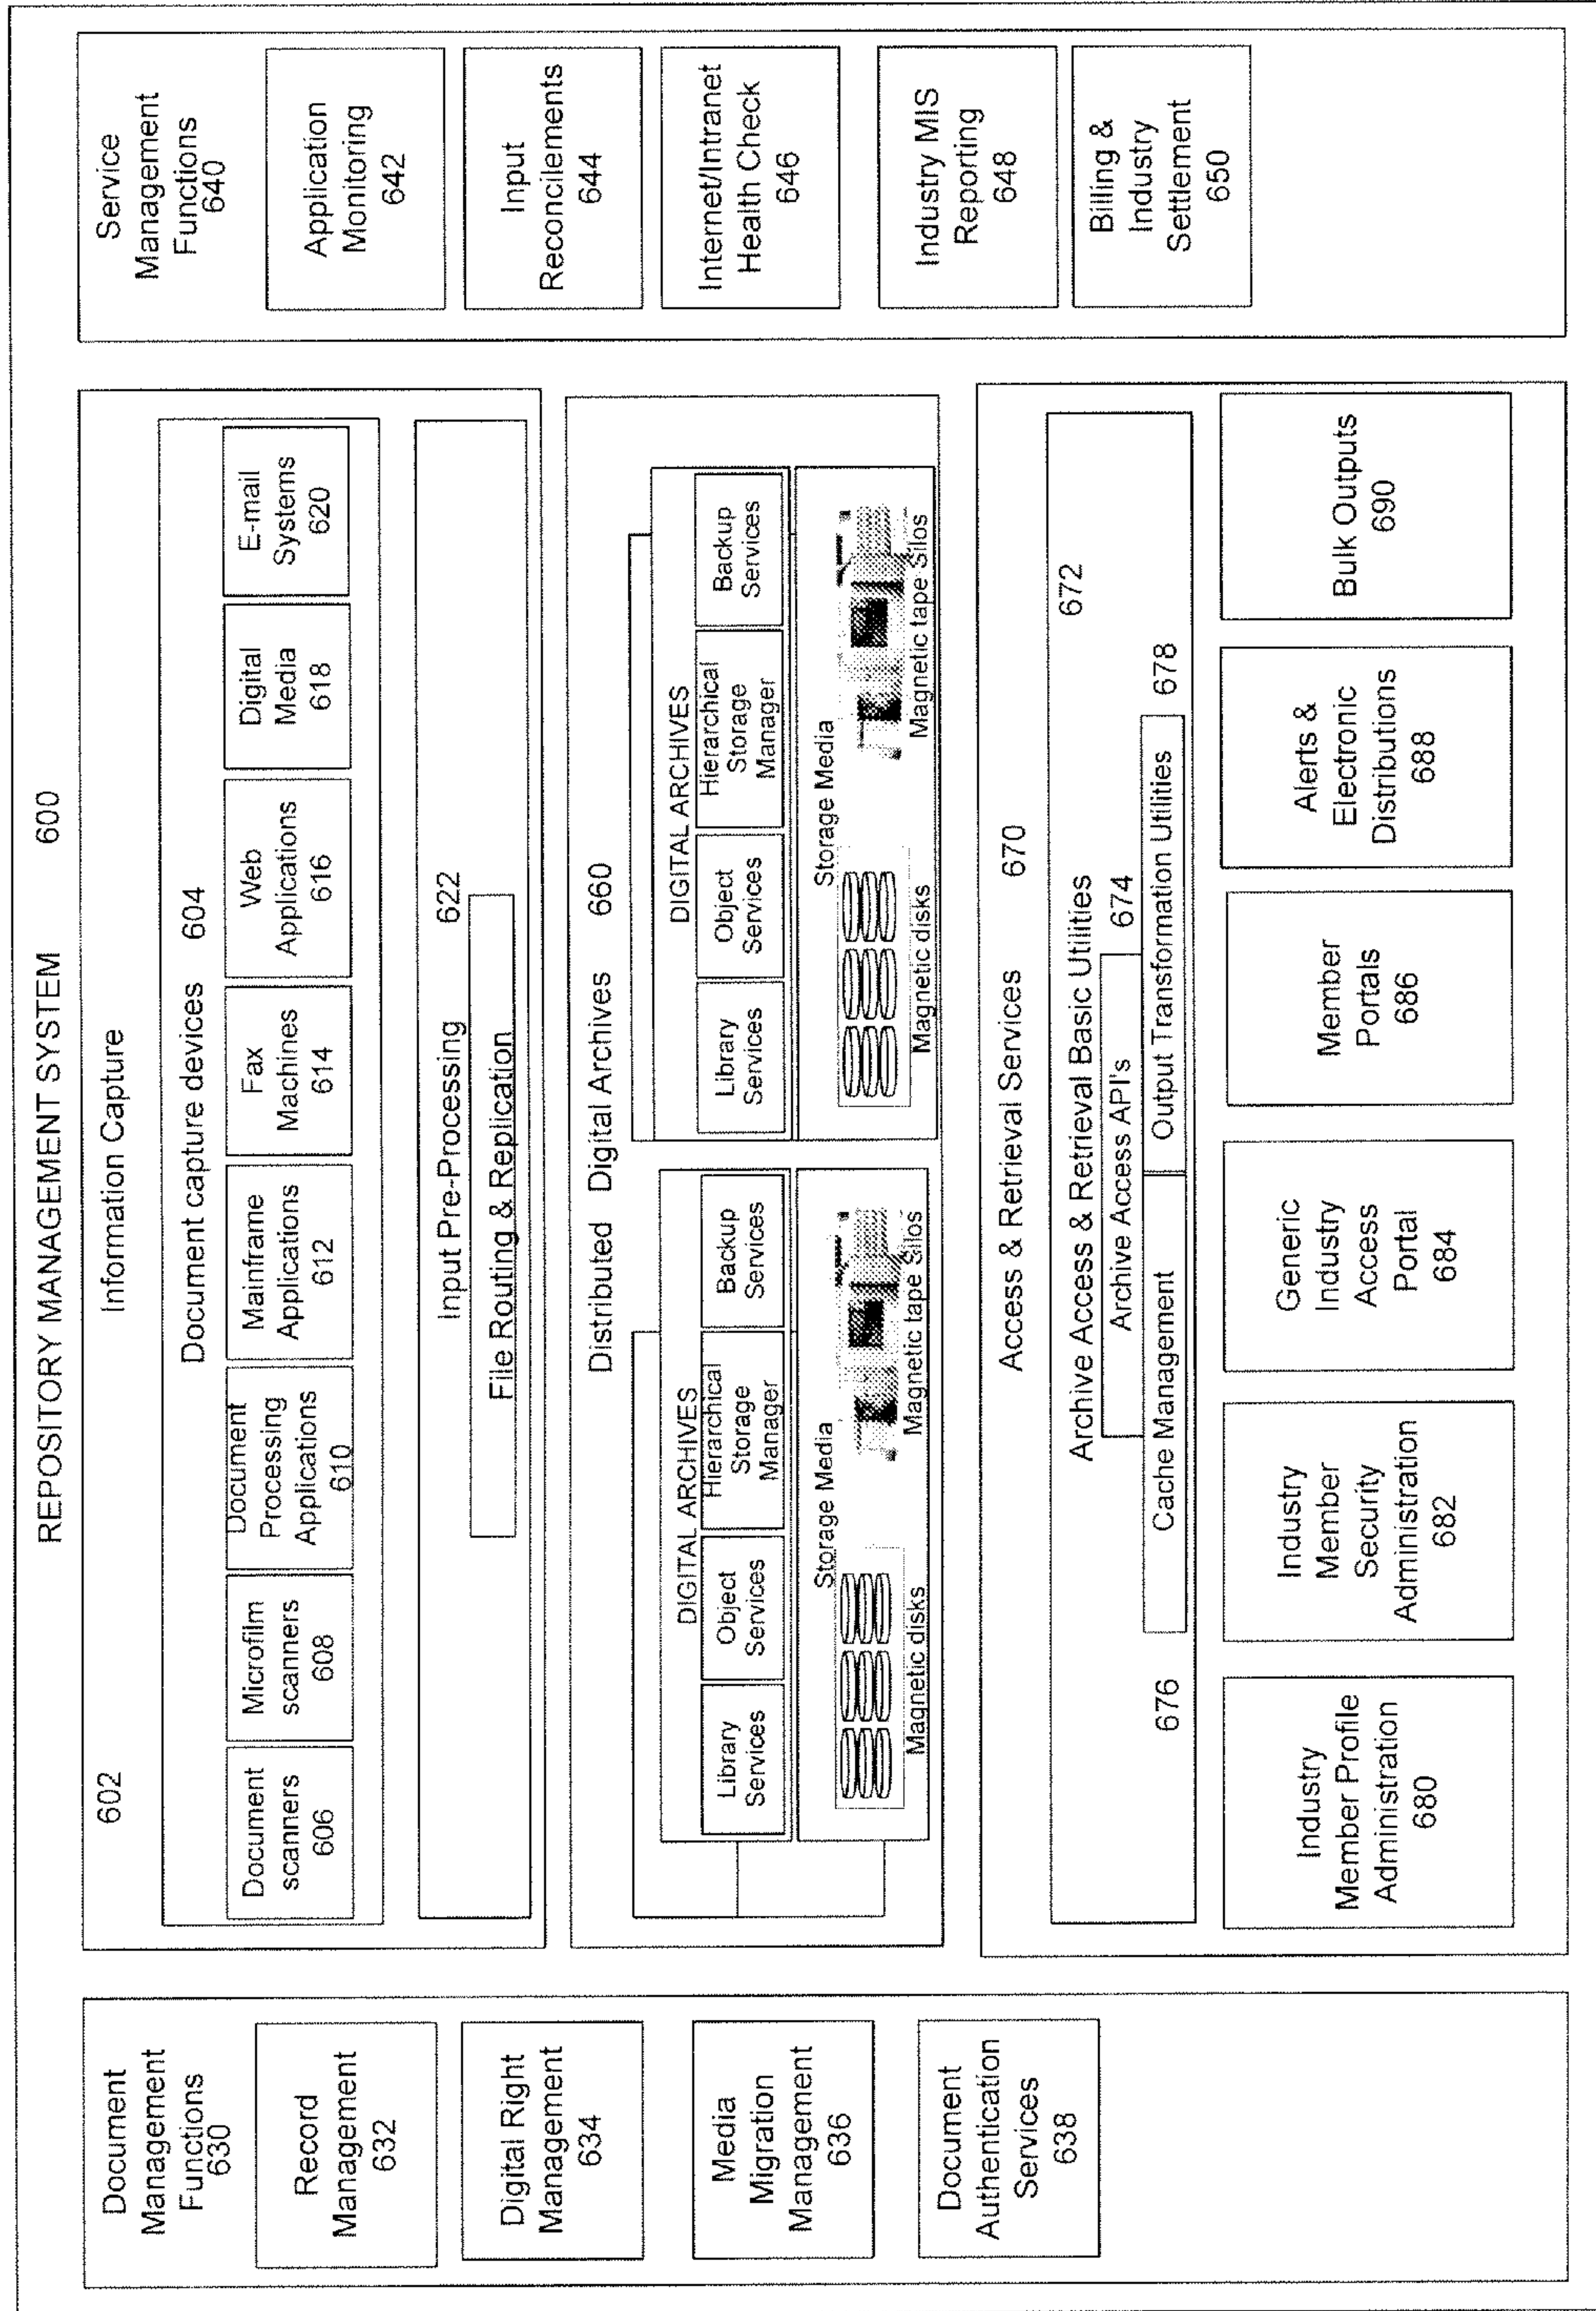 REPOSITORY MANAGEMENT SYSTEM 600
Document
Management
Functions
630
Record
Management
632
Digital Right
Management
634
Media
Migration
Management
636
Document
Authentication
Services
638
602
Information Capture
Document capture devices 604
Document
scanners
606
Microfilm
scanners
608
Document
Processing
Applications
610
Mainframe
Applications
612
Fax
Machines
614
Web
Applications
616
Digital
Media
618
E-mail
Systems
620
Input Pre-Processing 622
File Routing & Replication
Distributed Digital Archives 660
DIGITAL ARCHIVES
Library
Services
Object
Services
Hierarchical
Storage
Manager
Backup
Services
Storage Media
Magnetic disks
Magnetic tape Silos
DIGITAL ARCHIVES
Library
Services
Object
Services
Hierarchical
Storage
Manager
Backup
Services
Storage Media
Magnetic disks
Magnetic tape Silos
Access & Retrieval Services 670
Archive Access & Retrieval Basic Utilities 672
Archive Access API's 674
676 Cache Management
Output Transformation Utilities 678
Industry
Member Profile
Administration
680
Industry
Member
Security
Administration
682
Generic
Industry
Access
Portal
684
Member
Portals
686
Alerts &
Electronic
Distributions
688
Bulk Outputs
690
Service
Management
Functions
640
Application
Monitoring
642
Input
Reconcilements
644
Internet/Intranet
Health Check
646
Industry MIS
Reporting
648
Billing &
Industry
Settlement
650